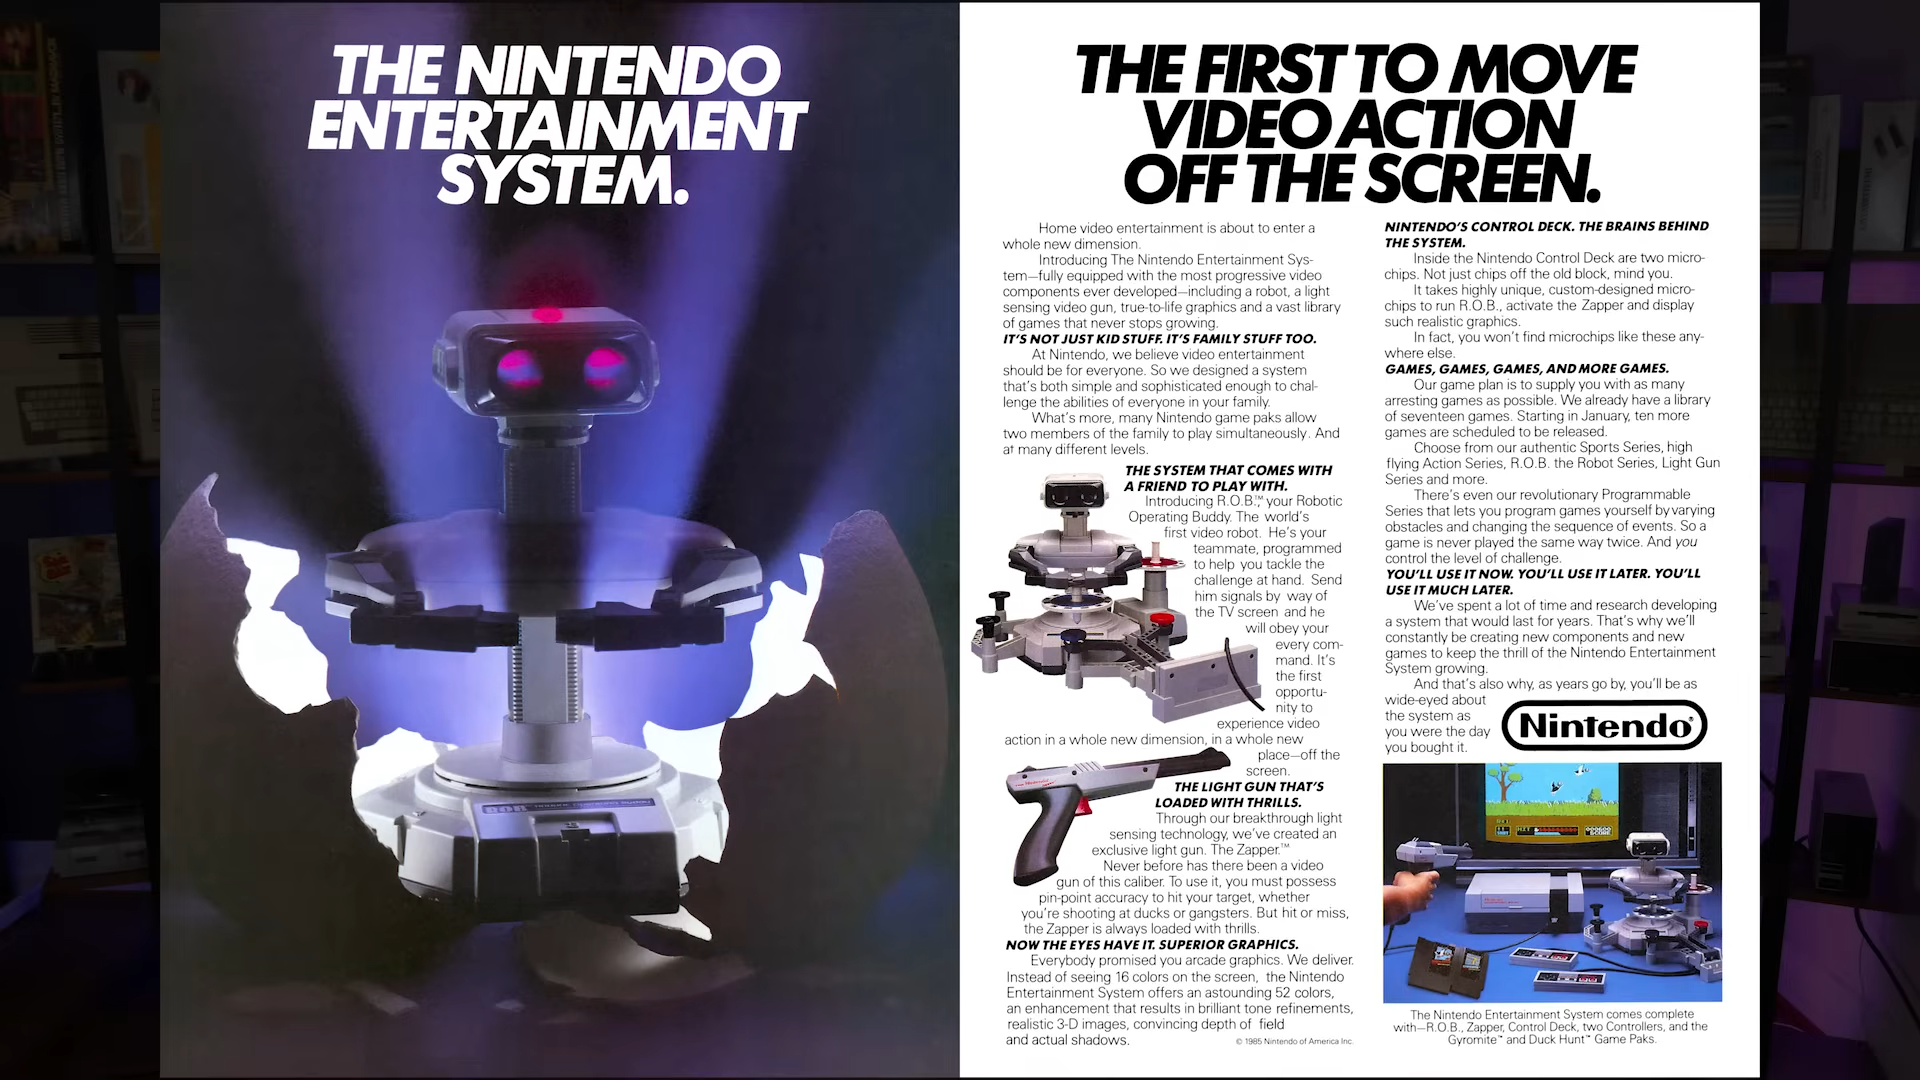 THE NINTENDO
ENTERTAINMENT
SYSTEM.
THE FIRST TO MOVE
VIDEO ACTION
OFF THE SCREEN.
Home video entertainment is about to enter a
whole new dimension.
Introducing The Nintendo Entertainment Sys-
tem—fully equipped with the most progressive video
components ever developed—including a robot, a light
sensing video gun, true-to-life graphics and a vast library
of games that never stops growing.
IT'S NOT JUST KID STUFF. IT'S FAMILY STUFF TOO.
At Nintendo, we believe video entertainment
should be for everyone. So we designed a system
that's both simple and sophisticated enough to chal-
lenge the abilities of everyone in your family.
What's more, many Nintendo game paks allow
two members of the family to play simultaneously. And
at many different levels.
THE SYSTEM THAT COMES WITH
A FRIEND TO PLAY WITH.
Introducing R.O.B.,™ your Robotic
Operating Buddy. The world's
first video robot. He's your
teammate, programmed
to help you tackle the
challenge at hand. Send
him signals by way of
the TV screen and he
will obey your
every com-
mand. It's
the first
opportu-
nity to
experience video
action in a whole new dimension, in a whole new
place—off the
screen.
THE LIGHT GUN THAT'S
LOADED WITH THRILLS.
Through our breakthrough light
sensing technology, we've created an
exclusive light gun. The Zapper.™
Never before has there been a video
gun of this caliber. To use it, you must possess
pin-point accuracy to hit your target, whether
you're shooting at ducks or gangsters. But hit or miss,
the Zapper is always loaded with thrills.
NOW THE EYES HAVE IT. SUPERIOR GRAPHICS.
Everybody promised you arcade graphics. We deliver.
Instead of seeing 16 colors on the screen, the Nintendo
Entertainment System offers an astounding 52 colors,
an enhancement that results in brilliant tone refinements,
realistic 3-D images, convincing depth of field
and actual shadows.
© 1985 Nintendo of America Inc.
NINTENDO'S CONTROL DECK. THE BRAINS BEHIND
THE SYSTEM.
Inside the Nintendo Control Deck are two micro-
chips. Not just chips off the old block, mind you.
It takes highly unique, custom-designed micro-
chips to run R.O.B., activate the Zapper and display
such realistic graphics.
In fact, you won't find microchips like these any-
where else.
GAMES, GAMES, GAMES, AND MORE GAMES.
Our game plan is to supply you with as many
arresting games as possible. We already have a library
of seventeen games. Starting in January, ten more
games are scheduled to be released.
Choose from our authentic Sports Series, high
flying Action Series, R.O.B. the Robot Series, Light Gun
Series and more.
There's even our revolutionary Programmable
Series that lets you program games yourself by varying
obstacles and changing the sequence of events. So a
game is never played the same way twice. And you
control the level of challenge.
YOU'LL USE IT NOW. YOU'LL USE IT LATER. YOU'LL
USE IT MUCH LATER.
We've spent a lot of time and research developing
a system that would last for years. That's why we'll
constantly be creating new components and new
games to keep the thrill of the Nintendo Entertainment
System growing.
And that's also why, as years go by, you'll be as
wide-eyed about
the system as
you were the day
you bought it.
Nintendo®
The Nintendo Entertainment System comes complete
with—R.O.B., Zapper, Control Deck, two Controllers, and the
Gyromite™ and Duck Hunt™ Game Paks.